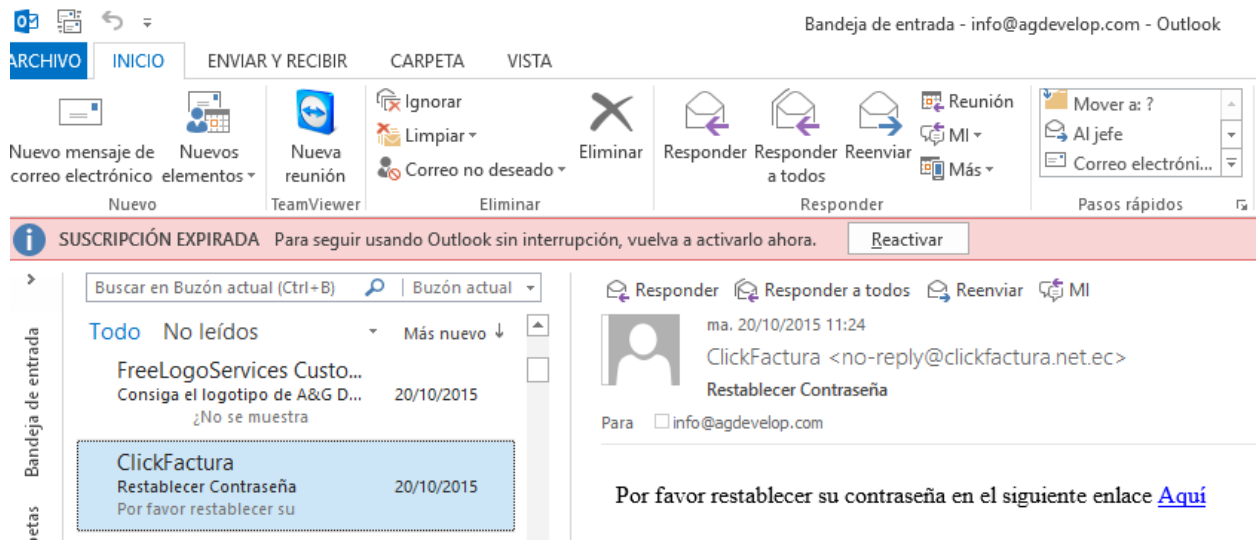 Bandeja de entrada - info@agdevelop.com - Outlook
ARCHIVO INICIO ENVIAR Y RECIBIR CARPETA VISTA
Nuevo mensaje de correo electrónico
Nuevos elementos
Nuevo
Nueva reunión
TeamViewer
Ignorar
Limpiar
Correo no deseado
Eliminar
Eliminar
Responder
Responder a todos
Reenviar
Reunión
MI
Más
Responder
Mover a: ?
Al jefe
Correo electróni...
Pasos rápidos
SUSCRIPCIÓN EXPIRADA Para seguir usando Outlook sin interrupción, vuelva a activarlo ahora. Reactivar
Bandeja de entrada
Buscar en Buzón actual (Ctrl+B) Buzón actual
Todo No leídos Más nuevo
FreeLogoServices Custo...
Consiga el logotipo de A&G D... 20/10/2015
¿No se muestra
ClickFactura
Restablecer Contraseña 20/10/2015
Por favor restablecer su
Responder Responder a todos Reenviar MI
ma. 20/10/2015 11:24
ClickFactura <no-reply@clickfactura.net.ec>
Restablecer Contraseña
Para info@agdevelop.com
Por favor restablecer su contraseña en el siguiente enlace Aquí